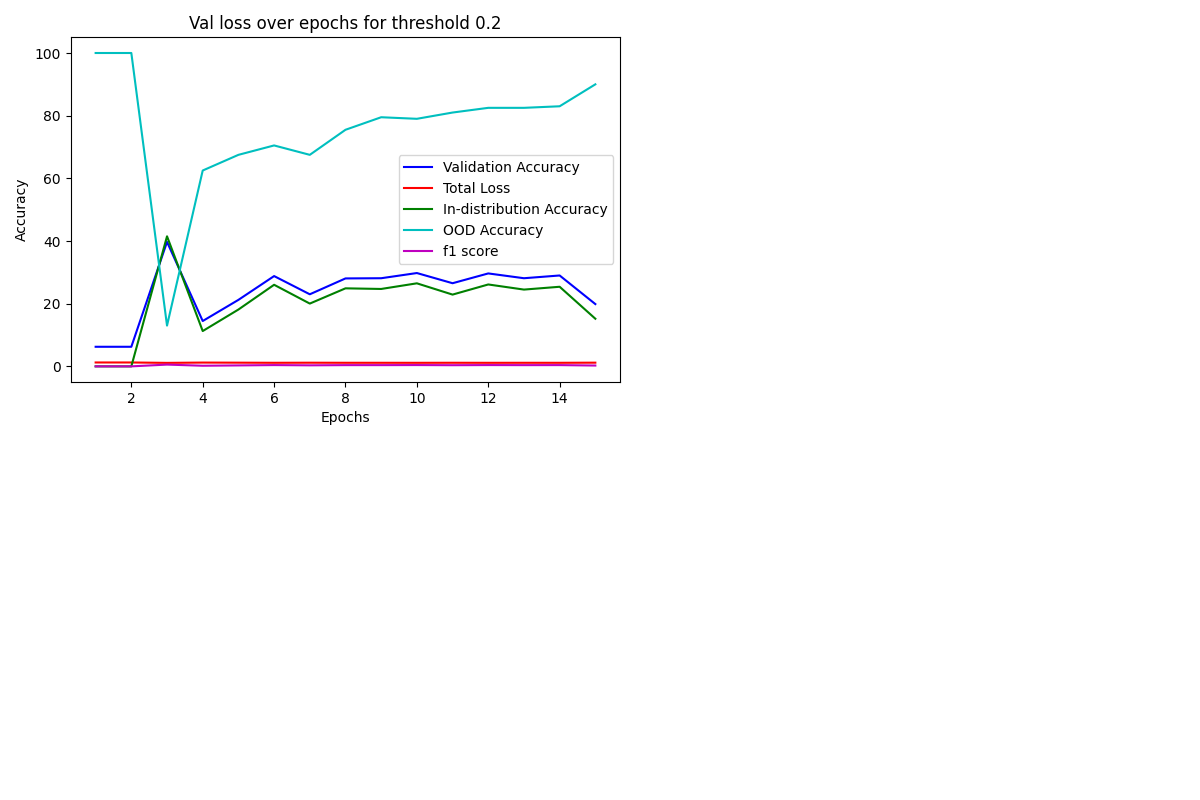 Val loss over epochs for threshold 0.2
100
80
60
40
20
0
Accuracy
Validation Accuracy
Total Loss
In-distribution Accuracy
OOD Accuracy
f1 score
2 4 6 8 10 12 14
Epochs